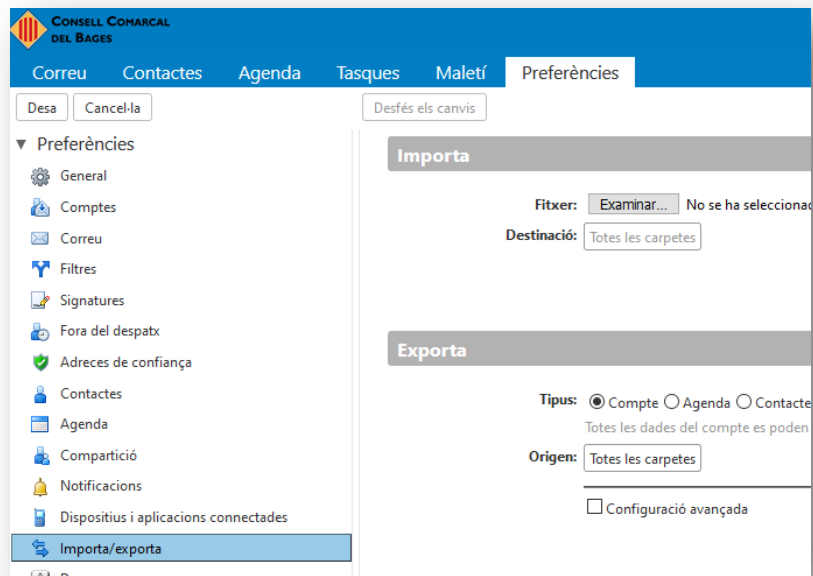 CONSELL COMARCAL
DEL BAGES
Correu Contactes Agenda Tasques Maletí Preferències
Desa Cancel·la Desfés els canvis
Preferències
General
Comptes
Correu
Filtres
Signatures
Fora del despatx
Adreces de confiança
Contactes
Agenda
Compartició
Notificacions
Dispositius i aplicacions connectades
Importa/exporta
Importa
Fitxer: Examinar... No se ha seleccionad
Destinació: Totes les carpetes
Exporta
Tipus: Compte Agenda Contacte
Totes les dades del compte es poden
Origen: Totes les carpetes
Configuració avançada